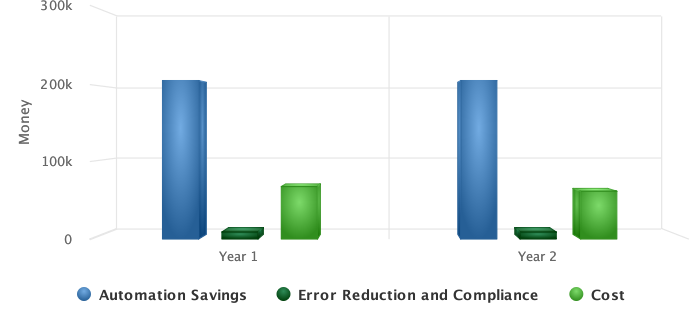 300k
200k
100k
0
Money
Year 1
Year 2
Automation Savings
Error Reduction and Compliance
Cost